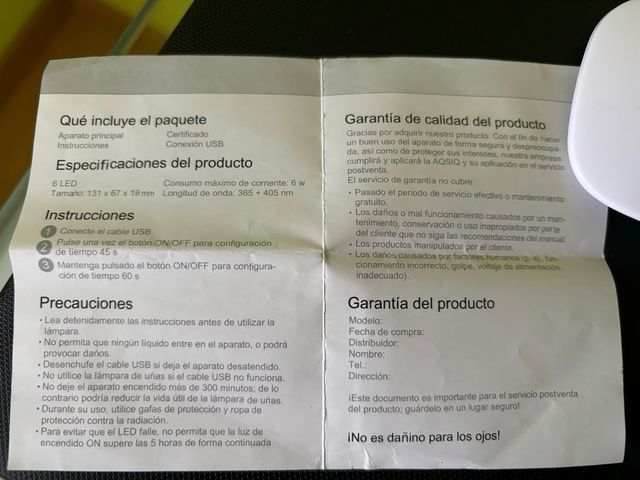 Qué incluye el paquete
Aparato principal Certificado
Instrucciones Conexión USB
Especificaciones del producto
6 LED Consumo máximo de corriente: 6 w
Tamaño: 131 x 67 x 19 mm Longitud de onda: 365 + 405 nm
Instrucciones
1 Conecte el cable USB
2 Pulse una vez el botón ON/OFF para configuración
de tiempo 45 s
3 Mantenga pulsado el botón ON/OFF para configura-
ción de tiempo 60 s
Precauciones
• Lea detenidamente las instrucciones antes de utilizar la
lámpara.
• No permita que ningún líquido entre en el aparato, o podrá
provocar daños.
• Desenchufe el cable USB si deja el aparato desatendido.
• No utilice la lámpara de uñas si el cable USB no funciona.
• No deje el aparato encendido más de 300 minutos; de lo
contrario podría reducir la vida útil de la lámpara de uñas.
• Durante su uso, utilice gafas de protección y ropa de
protección contra la radiación.
• Para evitar que el LED falle, no permita que la luz de
encendido ON supere las 5 horas de forma continuada
Garantía de calidad del producto
Gracias por adquirir nuestro producto. Con el fin de hacer
un buen uso del aparato de forma segura y despreocupa-
da, así como de proteger sus intereses, nuestra empresa
cumplirá y aplicará la AQSIQ y su aplicación en el servicio
postventa.
El servicio de garantía no cubre:
• Pasado el periodo de servicio efectivo o mantenimiento
gratuito.
• Los daños o mal funcionamiento causados por un man-
tenimiento, conservación o uso inapropiados por parte
del cliente que no siga las recomendaciones del manual.
• Los productos manipulados por el cliente.
• Los daños causados por factores humanos (p. ej., fun-
cionamiento incorrecto, golpe, voltaje de alimentación
inadecuado).
Garantía del producto
Modelo:
Fecha de compra:
Distribuidor:
Nombre:
Tel.:
Dirección:
¡Este documento es importante para el servicio postventa
del producto; guárdelo en un lugar seguro!
¡No es dañino para los ojos!